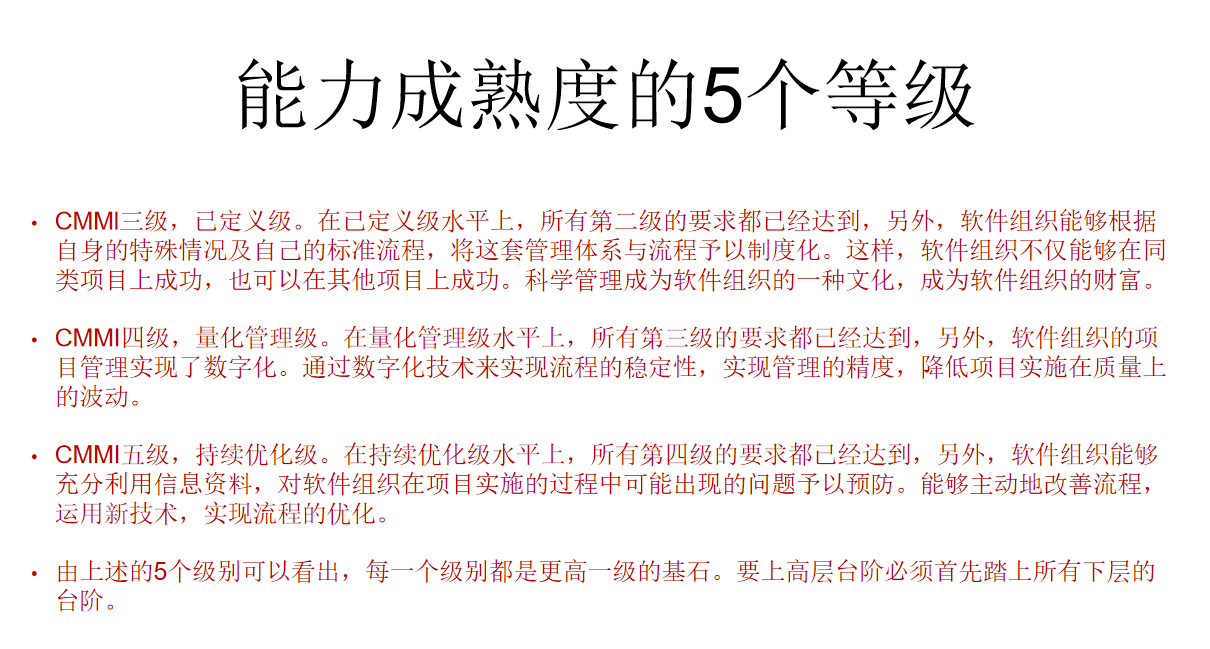 能力成熟度的5个等级
• CMMI三级，已定义级。在已定义级水平上，所有第二级的要求都已经达到，另外，软件组织能够根据
自身的特殊情况及自己的标准流程，将这套管理体系与流程予以制度化。这样，软件组织不仅能够在同
类项目上成功，也可以在其他项目上成功。科学管理成为软件组织的一种文化，成为软件组织的财富。
• CMMI四级，量化管理级。在量化管理级水平上，所有第三级的要求都已经达到，另外，软件组织的项
目管理实现了数字化。通过数字化技术来实现流程的稳定性，实现管理的精度，降低项目实施在质量上
的波动。
• CMMI五级，持续优化级。在持续优化级水平上，所有第四级的要求都已经达到，另外，软件组织能够
充分利用信息资料，对软件组织在项目实施的过程中可能出现的问题予以预防。能够主动地改善流程，
运用新技术，实现流程的优化。
• 由上述的5个级别可以看出，每一个级别都是更高一级的基石。要上高层台阶必须首先踏上所有下层的
台阶。